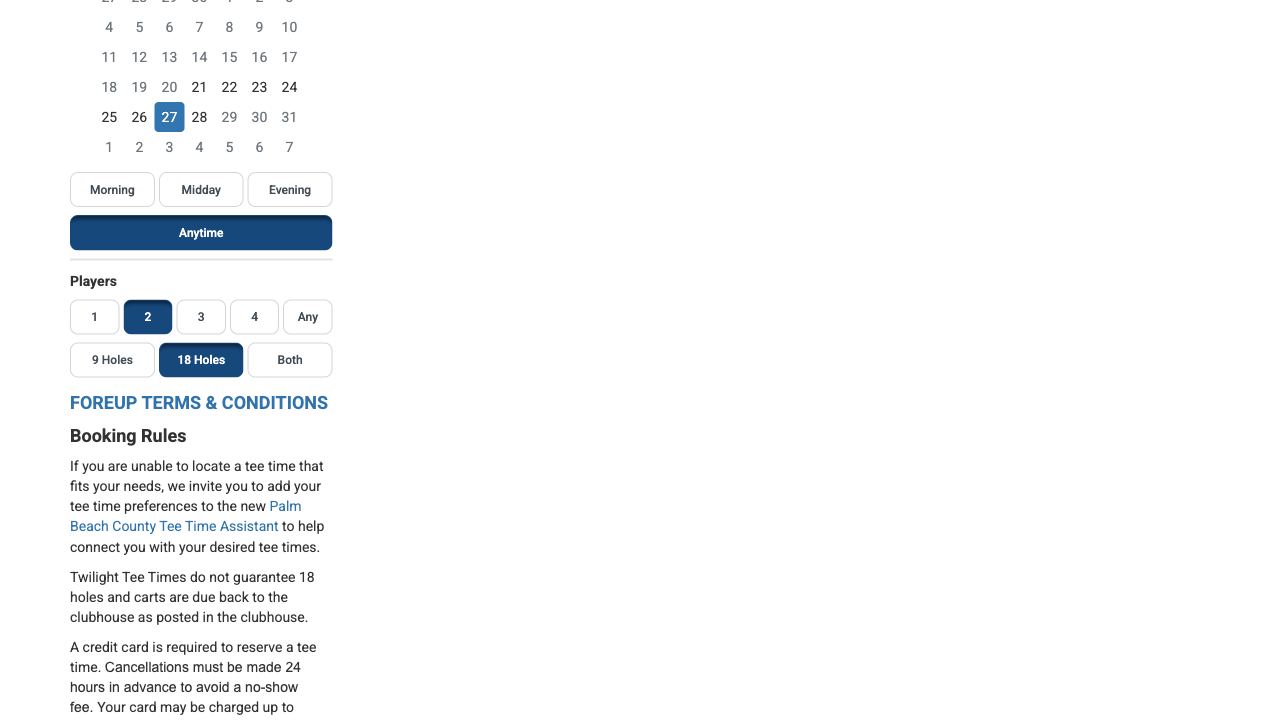 27 28 29 30 1 2 3
4 5 6 7 8 9 10
11 12 13 14 15 16 17
18 19 20 21 22 23 24
25 26 27 28 29 30 31
1 2 3 4 5 6 7
Morning Midday Evening
Anytime
Players
1 2 3 4 Any
9 Holes 18 Holes Both
FOREUP TERMS & CONDITIONS
Booking Rules
If you are unable to locate a tee time that
fits your needs, we invite you to add your
tee time preferences to the new Palm
Beach County Tee Time Assistant to help
connect you with your desired tee times.
Twilight Tee Times do not guarantee 18
holes and carts are due back to the
clubhouse as posted in the clubhouse.
A credit card is required to reserve a tee
time. Cancellations must be made 24
hours in advance to avoid a no-show
fee. Your card may be charged up to